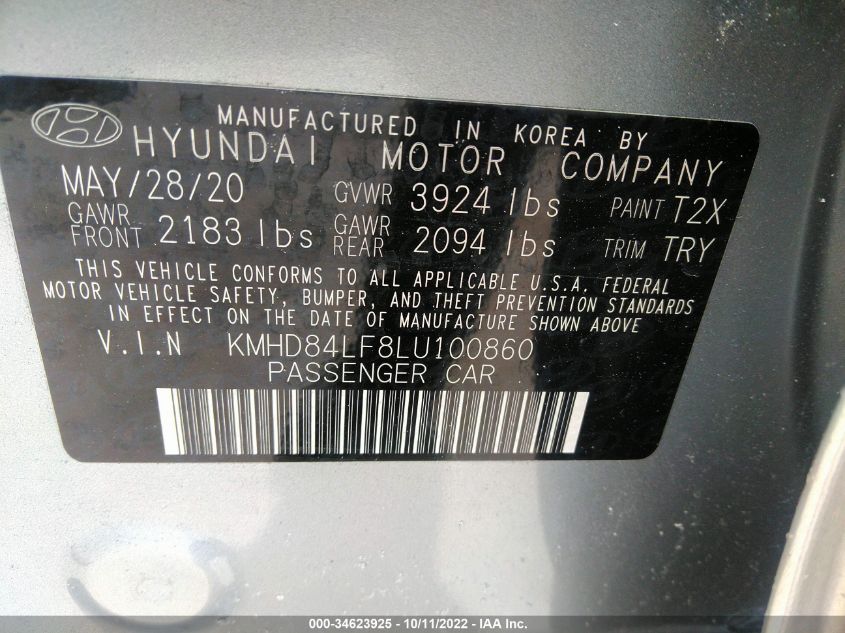 MANUFACTURED IN KOREA BY
HYUNDAI MOTOR COMPANY
MAY/28/20 GVWR 3924 lbs PAINT T2X
GAWR FRONT 2183 lbs GAWR REAR 2094 lbs TRIM TRY
THIS VEHICLE CONFORMS TO ALL APPLICABLE U.S.A. FEDERAL
MOTOR VEHICLE SAFETY, BUMPER, AND THEFT PREVENTION STANDARDS
IN EFFECT ON THE DATE OF MANUFACTURE SHOWN ABOVE
V.I.N KMHD84LF8LU100860
PASSENGER CAR
000-34623925 - 10/11/2022 - IAA Inc.